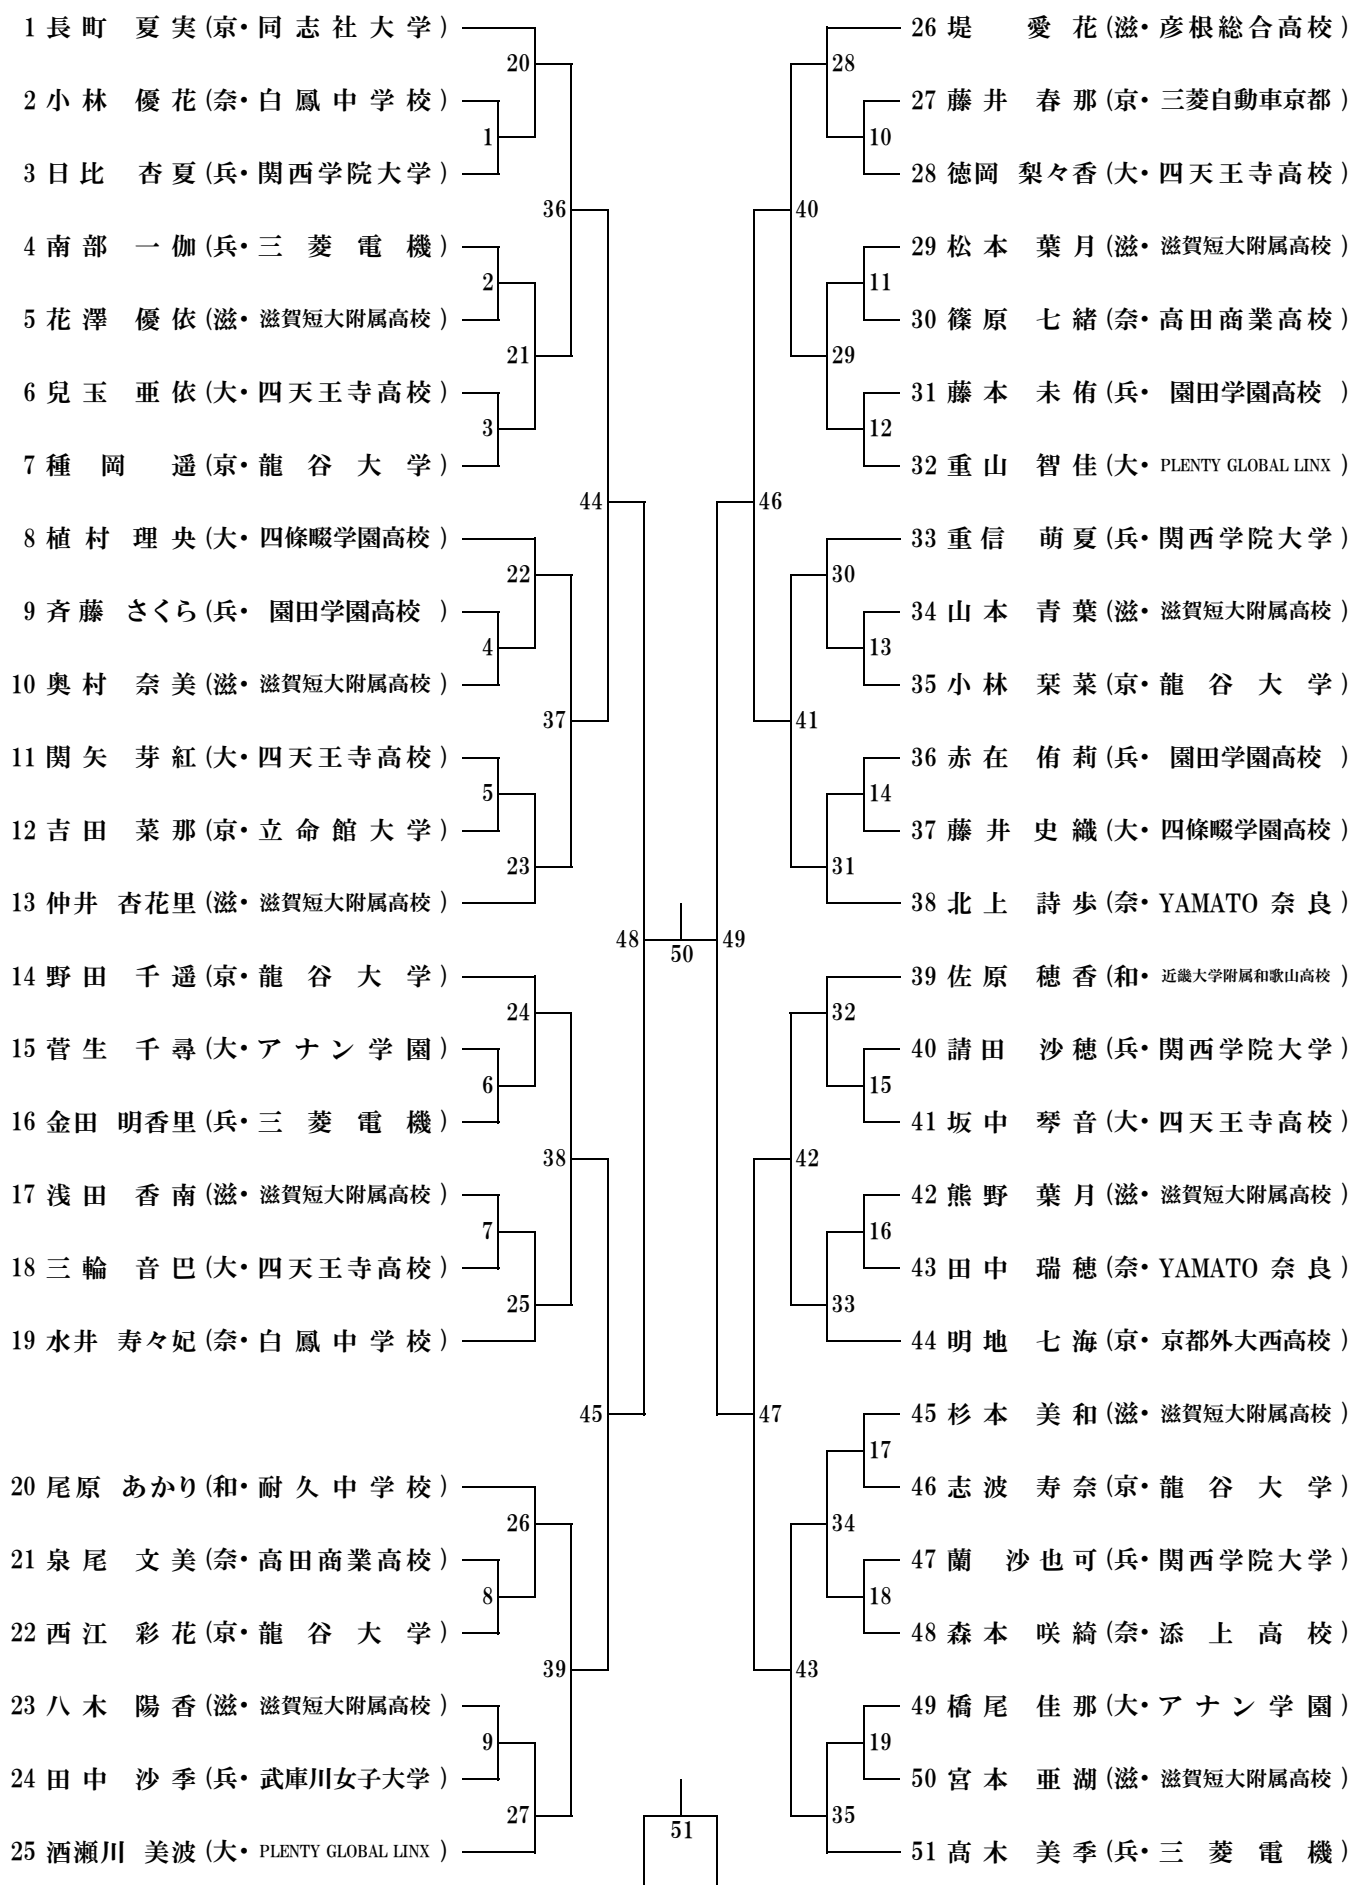 1 長町 夏実 (京・同志社大学)
2 小林 優花 (奈・白鳳中学校)
3 日比 杏夏 (兵・関西学院大学)
4 南部 一伽 (兵・三菱電機)
5 花澤 優依 (滋・滋賀短大附属高校)
6 兒玉 亜依 (大・四天王寺高校)
7 種岡 遥 (京・龍谷大学)
8 植村 理央 (大・四條畷学園高校)
9 斉藤 さくら (兵・園田学園高校)
10 奥村 奈美 (滋・滋賀短大附属高校)
11 関矢 芽紅 (大・四天王寺高校)
12 吉田 菜那 (京・立命館大学)
13 仲井 杏花里 (滋・滋賀短大附属高校)
14 野田 千遥 (京・龍谷大学)
15 菅生 千尋 (大・アナン学園)
16 金田 明香里 (兵・三菱電機)
17 浅田 香南 (滋・滋賀短大附属高校)
18 三輪 音巴 (大・四天王寺高校)
19 水井 寿々妃 (奈・白鳳中学校)
20 尾原 あかり (和・耐久中学校)
21 泉尾 文美 (奈・高田商業高校)
22 西江 彩花 (京・龍谷大学)
23 八木 陽香 (滋・滋賀短大附属高校)
24 田中 沙季 (兵・武庫川女子大学)
25 酒瀬川 美波 (大・PLENTY GLOBAL LINX)
20
1
36
2
21
3
44
22
4
37
5
23
48
24
6
38
7
25
45
26
8
39
9
27
50
51
49
28
10
40
11
29
12
46
30
13
41
14
31
32
15
42
16
33
47
17
34
18
43
19
35
26 堤 愛花 (滋・彦根総合高校)
27 藤井 春那 (京・三菱自動車京都)
28 徳岡 梨々香 (大・四天王寺高校)
29 松本 葉月 (滋・滋賀短大附属高校)
30 篠原 七緒 (奈・高田商業高校)
31 藤本 未侑 (兵・園田学園高校)
32 重山 智佳 (大・PLENTY GLOBAL LINX)
33 重信 萌夏 (兵・関西学院大学)
34 山本 青葉 (滋・滋賀短大附属高校)
35 小林 栞菜 (京・龍谷大学)
36 赤在 侑莉 (兵・園田学園高校)
37 藤井 史織 (大・四條畷学園高校)
38 北上 詩歩 (奈・YAMATO 奈良)
39 佐原 穂香 (和・近畿大学附属和歌山高校)
40 請田 沙穂 (兵・関西学院大学)
41 坂中 琴音 (大・四天王寺高校)
42 熊野 葉月 (滋・滋賀短大附属高校)
43 田中 瑞穂 (奈・YAMATO 奈良)
44 明地 七海 (京・京都外大西高校)
45 杉本 美和 (滋・滋賀短大附属高校)
46 志波 寿奈 (京・龍谷大学)
47 蘭 沙也可 (兵・関西学院大学)
48 森本 咲綺 (奈・添上高校)
49 橋尾 佳那 (大・アナン学園)
50 宮本 亜湖 (滋・滋賀短大附属高校)
51 髙木 美季 (兵・三菱電機)